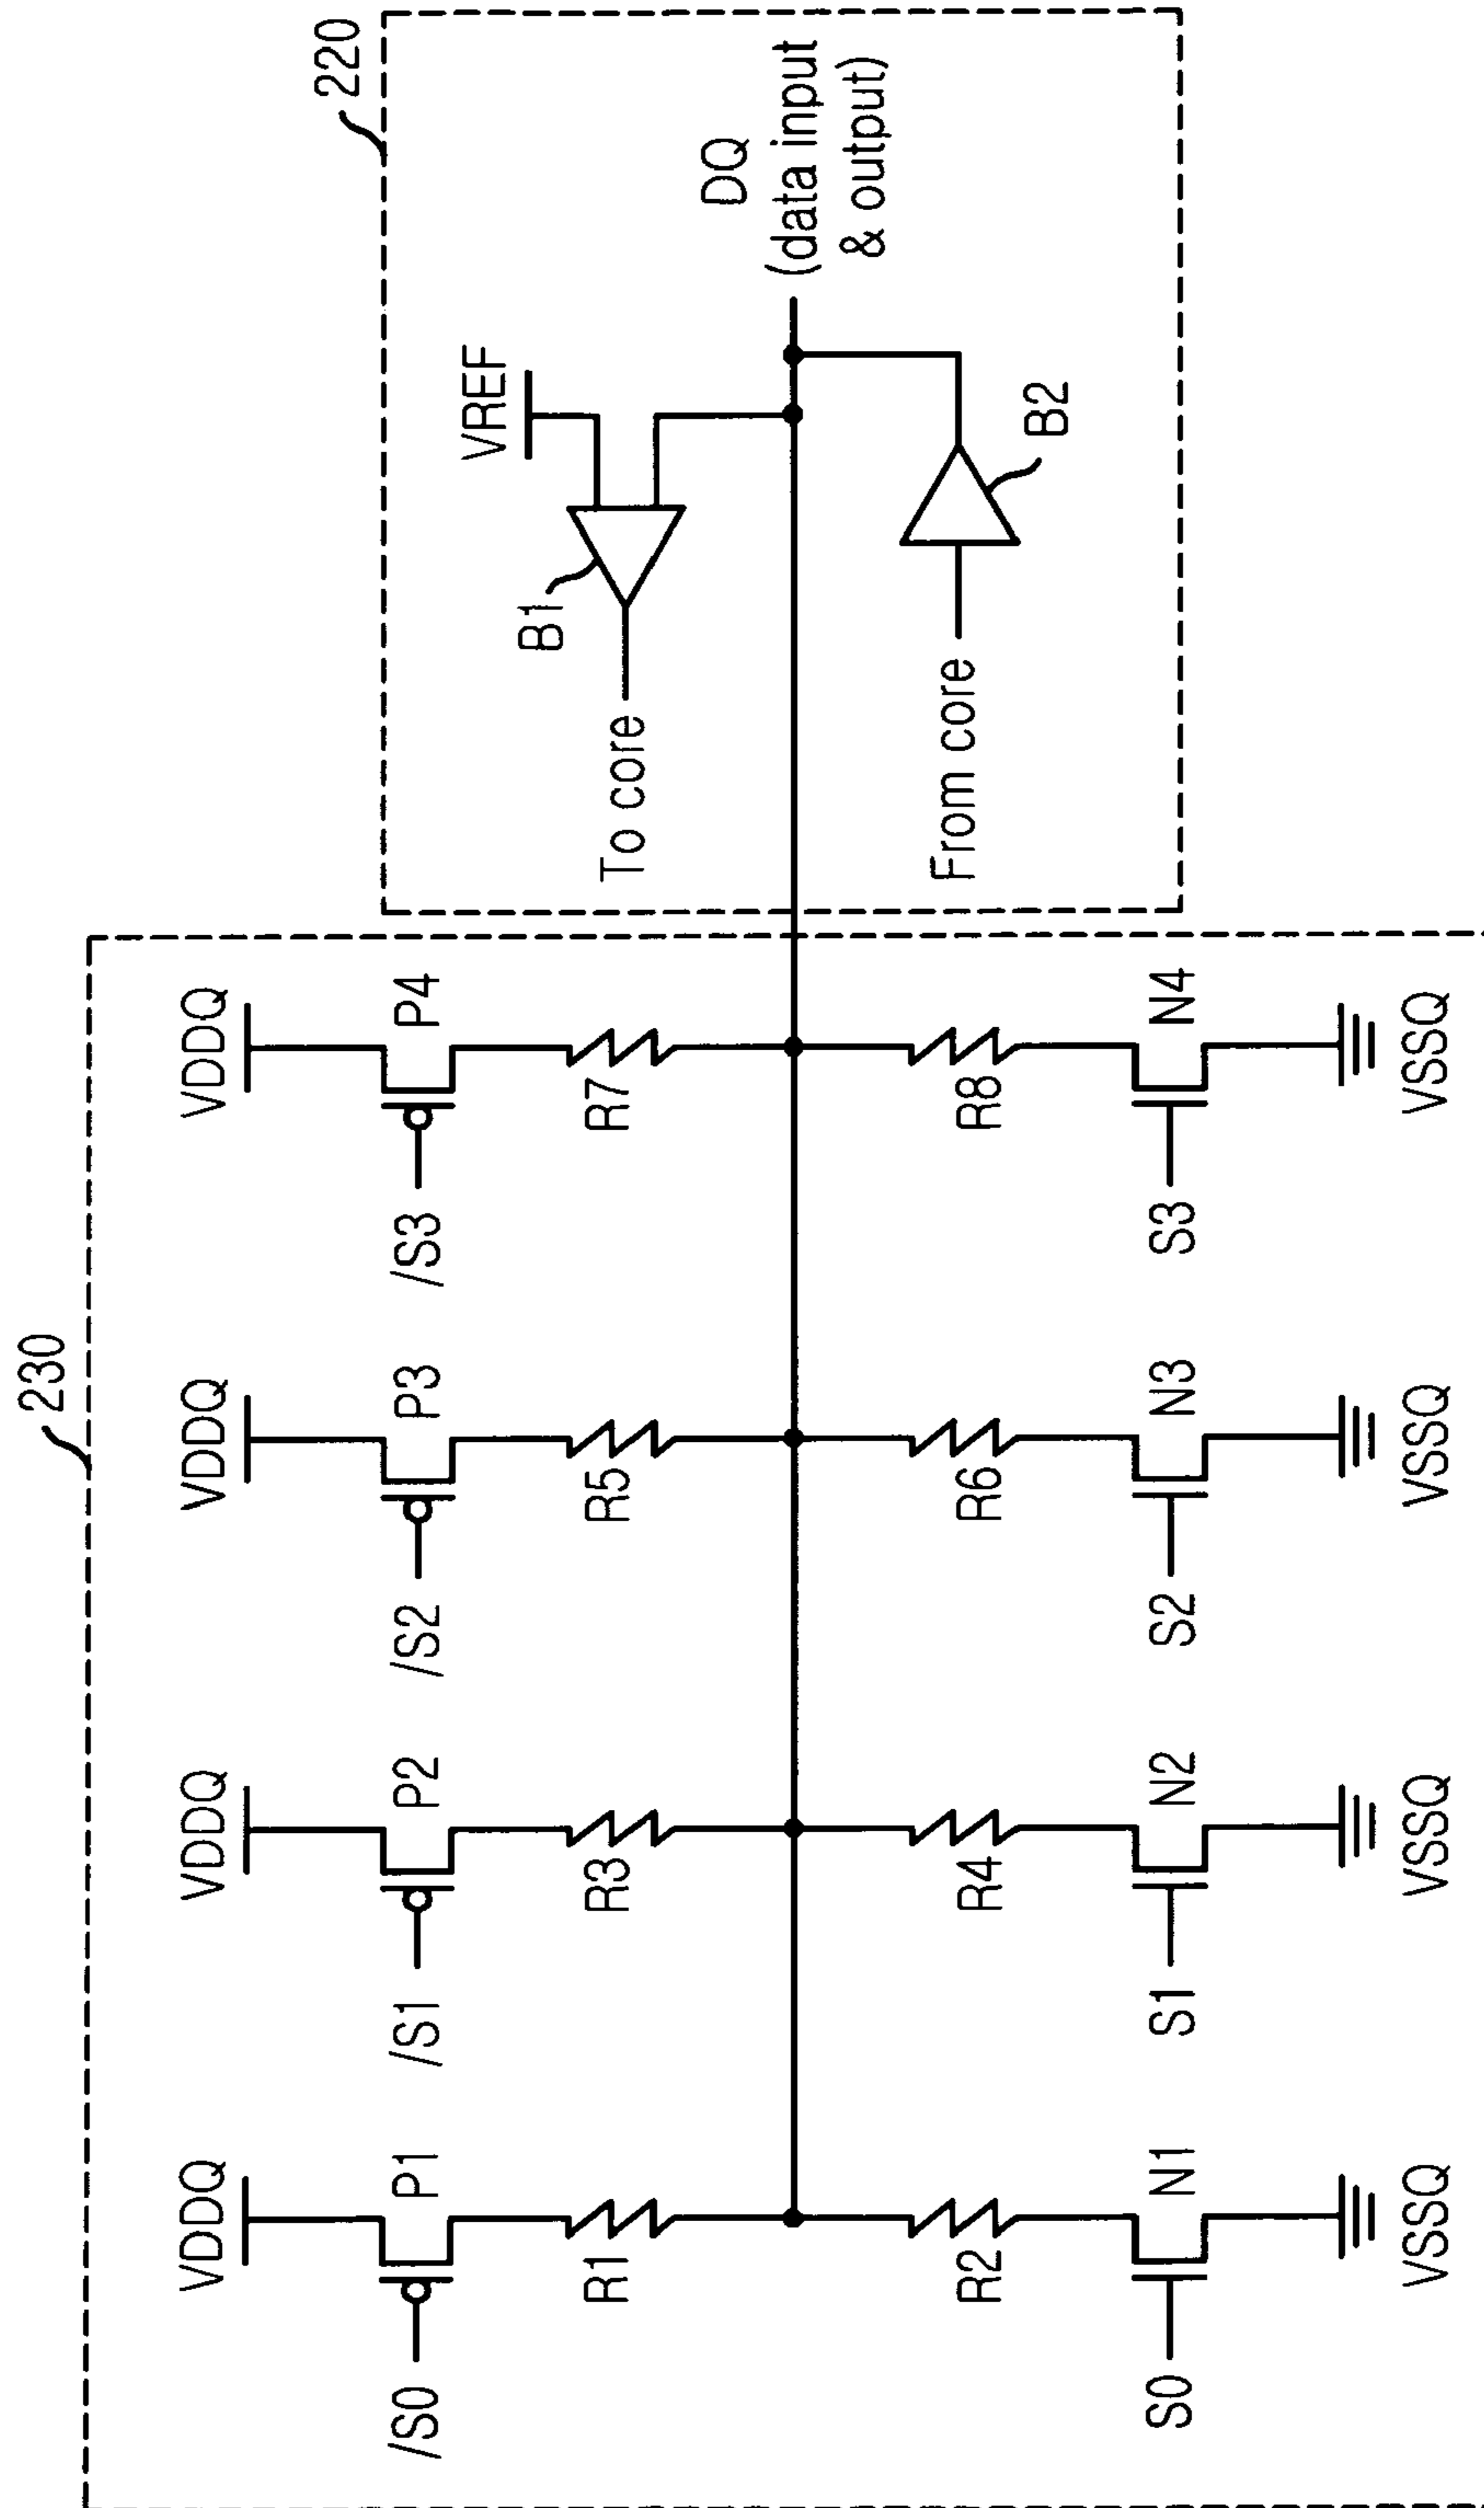 230
220
VDDQ
VDDQ
VDDQ
VDDQ
P1
P2
P3
P4
/S0
/S1
/S2
/S3
R1
R3
R5
R7
R2
R4
R6
R8
N1
N2
N3
N4
S0
S1
S2
S3
VSSQ
VSSQ
VSSQ
VSSQ
VREF
B1
To core
DQ
(data input
& output)
From core
B2